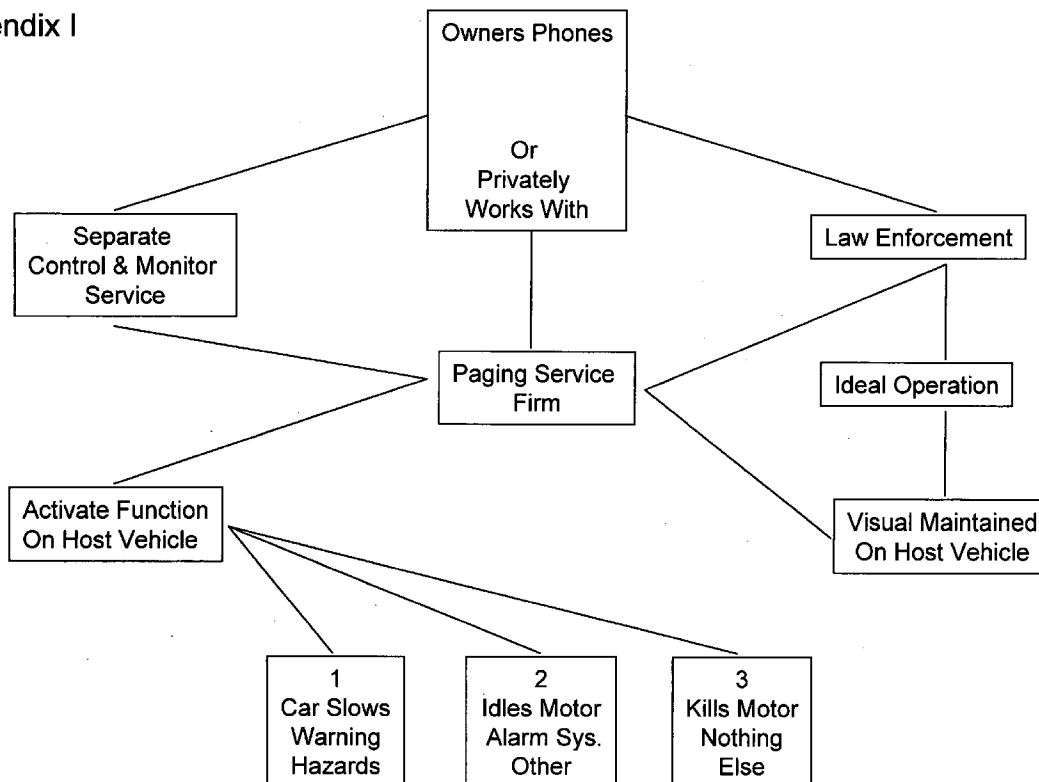 endix I
Owners Phones
Or
Privately
Works With
Separate
Control & Monitor
Service
Law Enforcement
Paging Service
Firm
Ideal Operation
Activate Function
On Host Vehicle
Visual Maintained
On Host Vehicle
1
Car Slows
Warning
Hazards
2
Idles Motor
Alarm Sys.
Other
3
Kills Motor
Nothing
Else